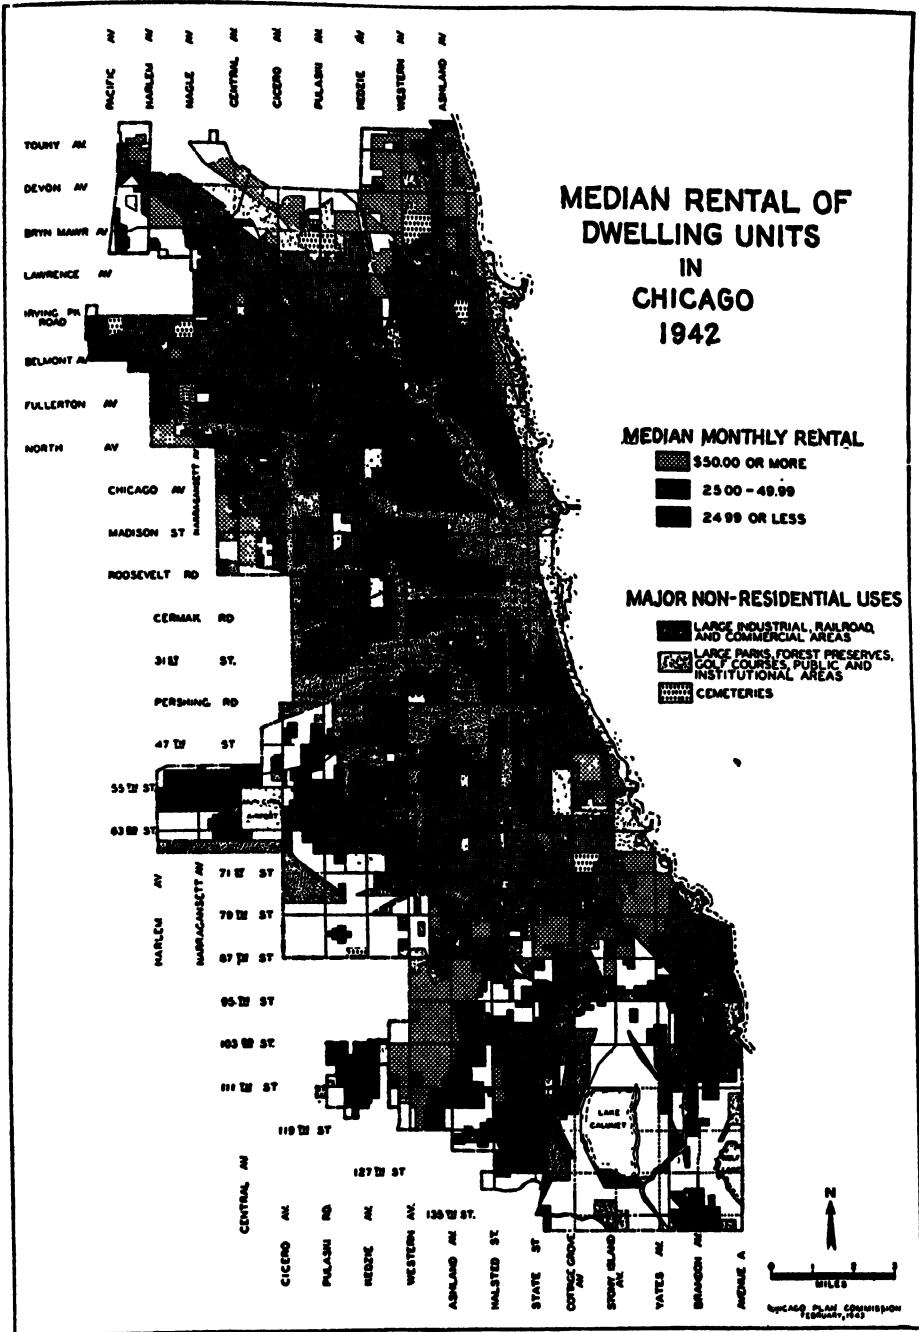 PACIFIC AV
HARLEM AV
NAGLE AV
CENTRAL AV
CICERO AV
PULASKI AV
KEDZIE AV
WESTERN AV
ASHLAND AV
TOUHY AV.
DEVON AV
BRYN MAWR AV
LAWRENCE AV
IRVING PK.
ROAD
BELMONT AV
FULLERTON AV
NORTH AV
CHICAGO AV
NARRAGANSETT AV
MADISON ST
ROOSEVELT RD
CERMAK RD
31ST ST.
PERSHING RD
47TH ST
55TH ST.
63RD ST.
71ST ST
79TH ST
87TH ST
95TH ST
103RD ST.
111TH ST
119TH ST
127TH ST
135TH ST.
HARLEM AV
NARRAGANSETT AV
CENTRAL AV
MEDIAN RENTAL OF
DWELLING UNITS
IN
CHICAGO
1942
MEDIAN MONTHLY RENTAL
$50.00 OR MORE
25.00 - 49.99
24.99 OR LESS
MAJOR NON-RESIDENTIAL USES
LARGE INDUSTRIAL, RAILROAD,
AND COMMERCIAL AREAS
LARGE PARKS, FOREST PRESERVES,
GOLF COURSES, PUBLIC AND
INSTITUTIONAL AREAS
CEMETERIES
AIRPORT
LAKE
CALUMET
CICERO AV.
PULASKI RD.
KEDZIE AV.
WESTERN AV.
ASHLAND AV.
HALSTED ST.
STATE ST
COTTAGE GROVE
AV
STONY ISLAND
AVE.
YATES AV.
BRANDON AV.
AVENUE A
N
MILES
CHICAGO PLAN COMMISSION
FEBRUARY, 1943